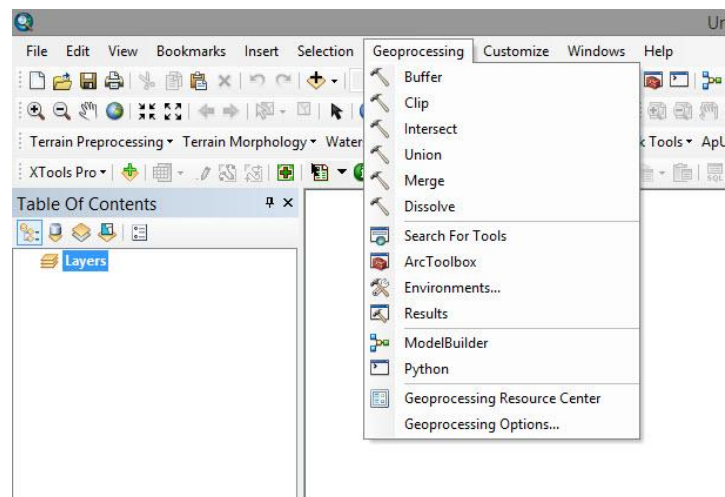 Un
File Edit View Bookmarks Insert Selection Geoprocessing Customize Windows Help
Terrain Preprocessing Terrain Morphology Water
k Tools ApU
XTools Pro
Table Of Contents
Layers
Buffer
Clip
Intersect
Union
Merge
Dissolve
Search For Tools
ArcToolbox
Environments...
Results
ModelBuilder
Python
Geoprocessing Resource Center
Geoprocessing Options...